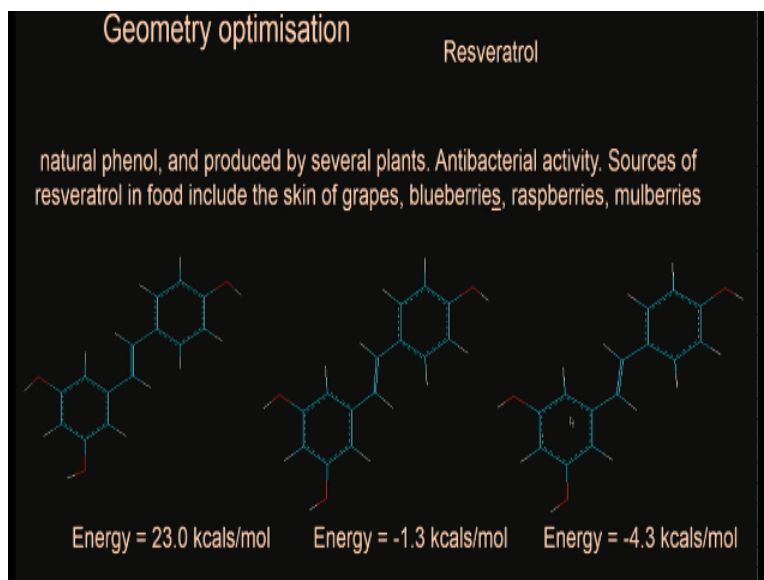 Geometry optimisation
Resveratrol
natural phenol, and produced by several plants. Antibacterial activity. Sources of
resveratrol in food include the skin of grapes, blueberries, raspberries, mulberries
Energy = 23.0 kcals/mol
Energy = -1.3 kcals/mol
Energy = -4.3 kcals/mol